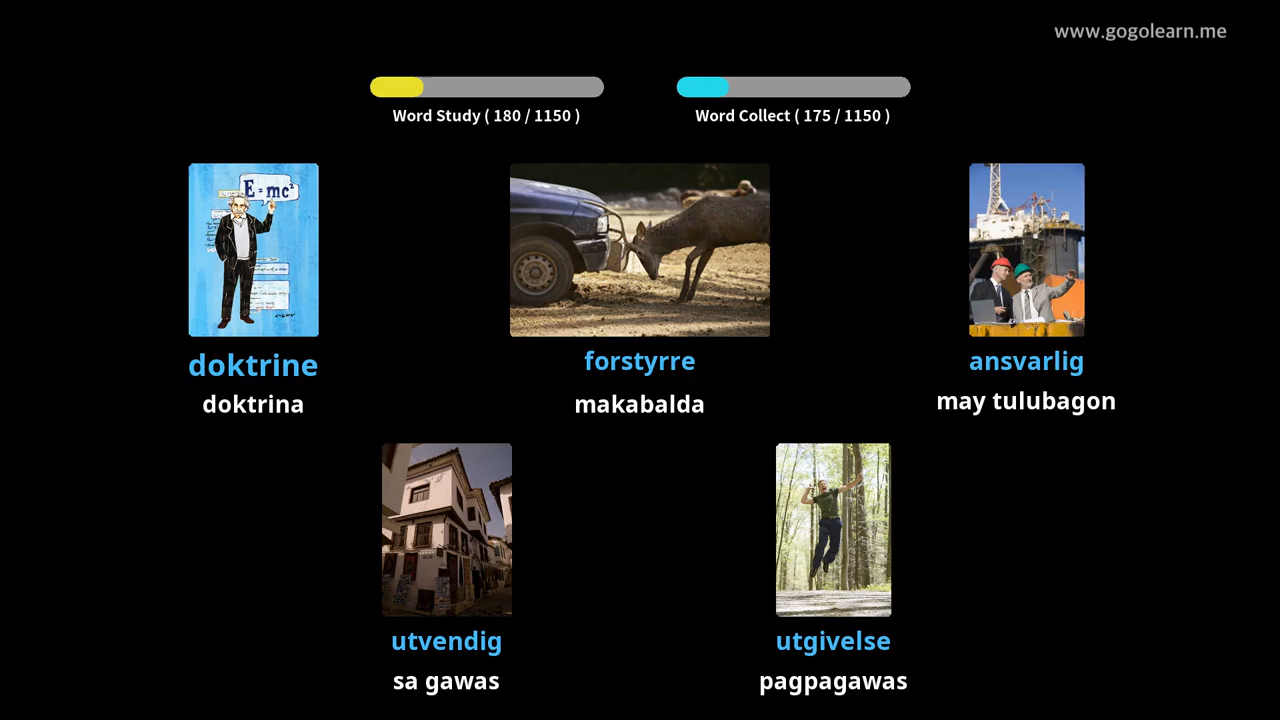 www.gogolearn.me
Word Study ( 180 / 1150 )
Word Collect ( 175 / 1150 )
E = mc²
doktrine
doktrina
forstyrre
makabalda
ansvarlig
may tulubagon
utvendig
sa gawas
utgivelse
pagpagawas